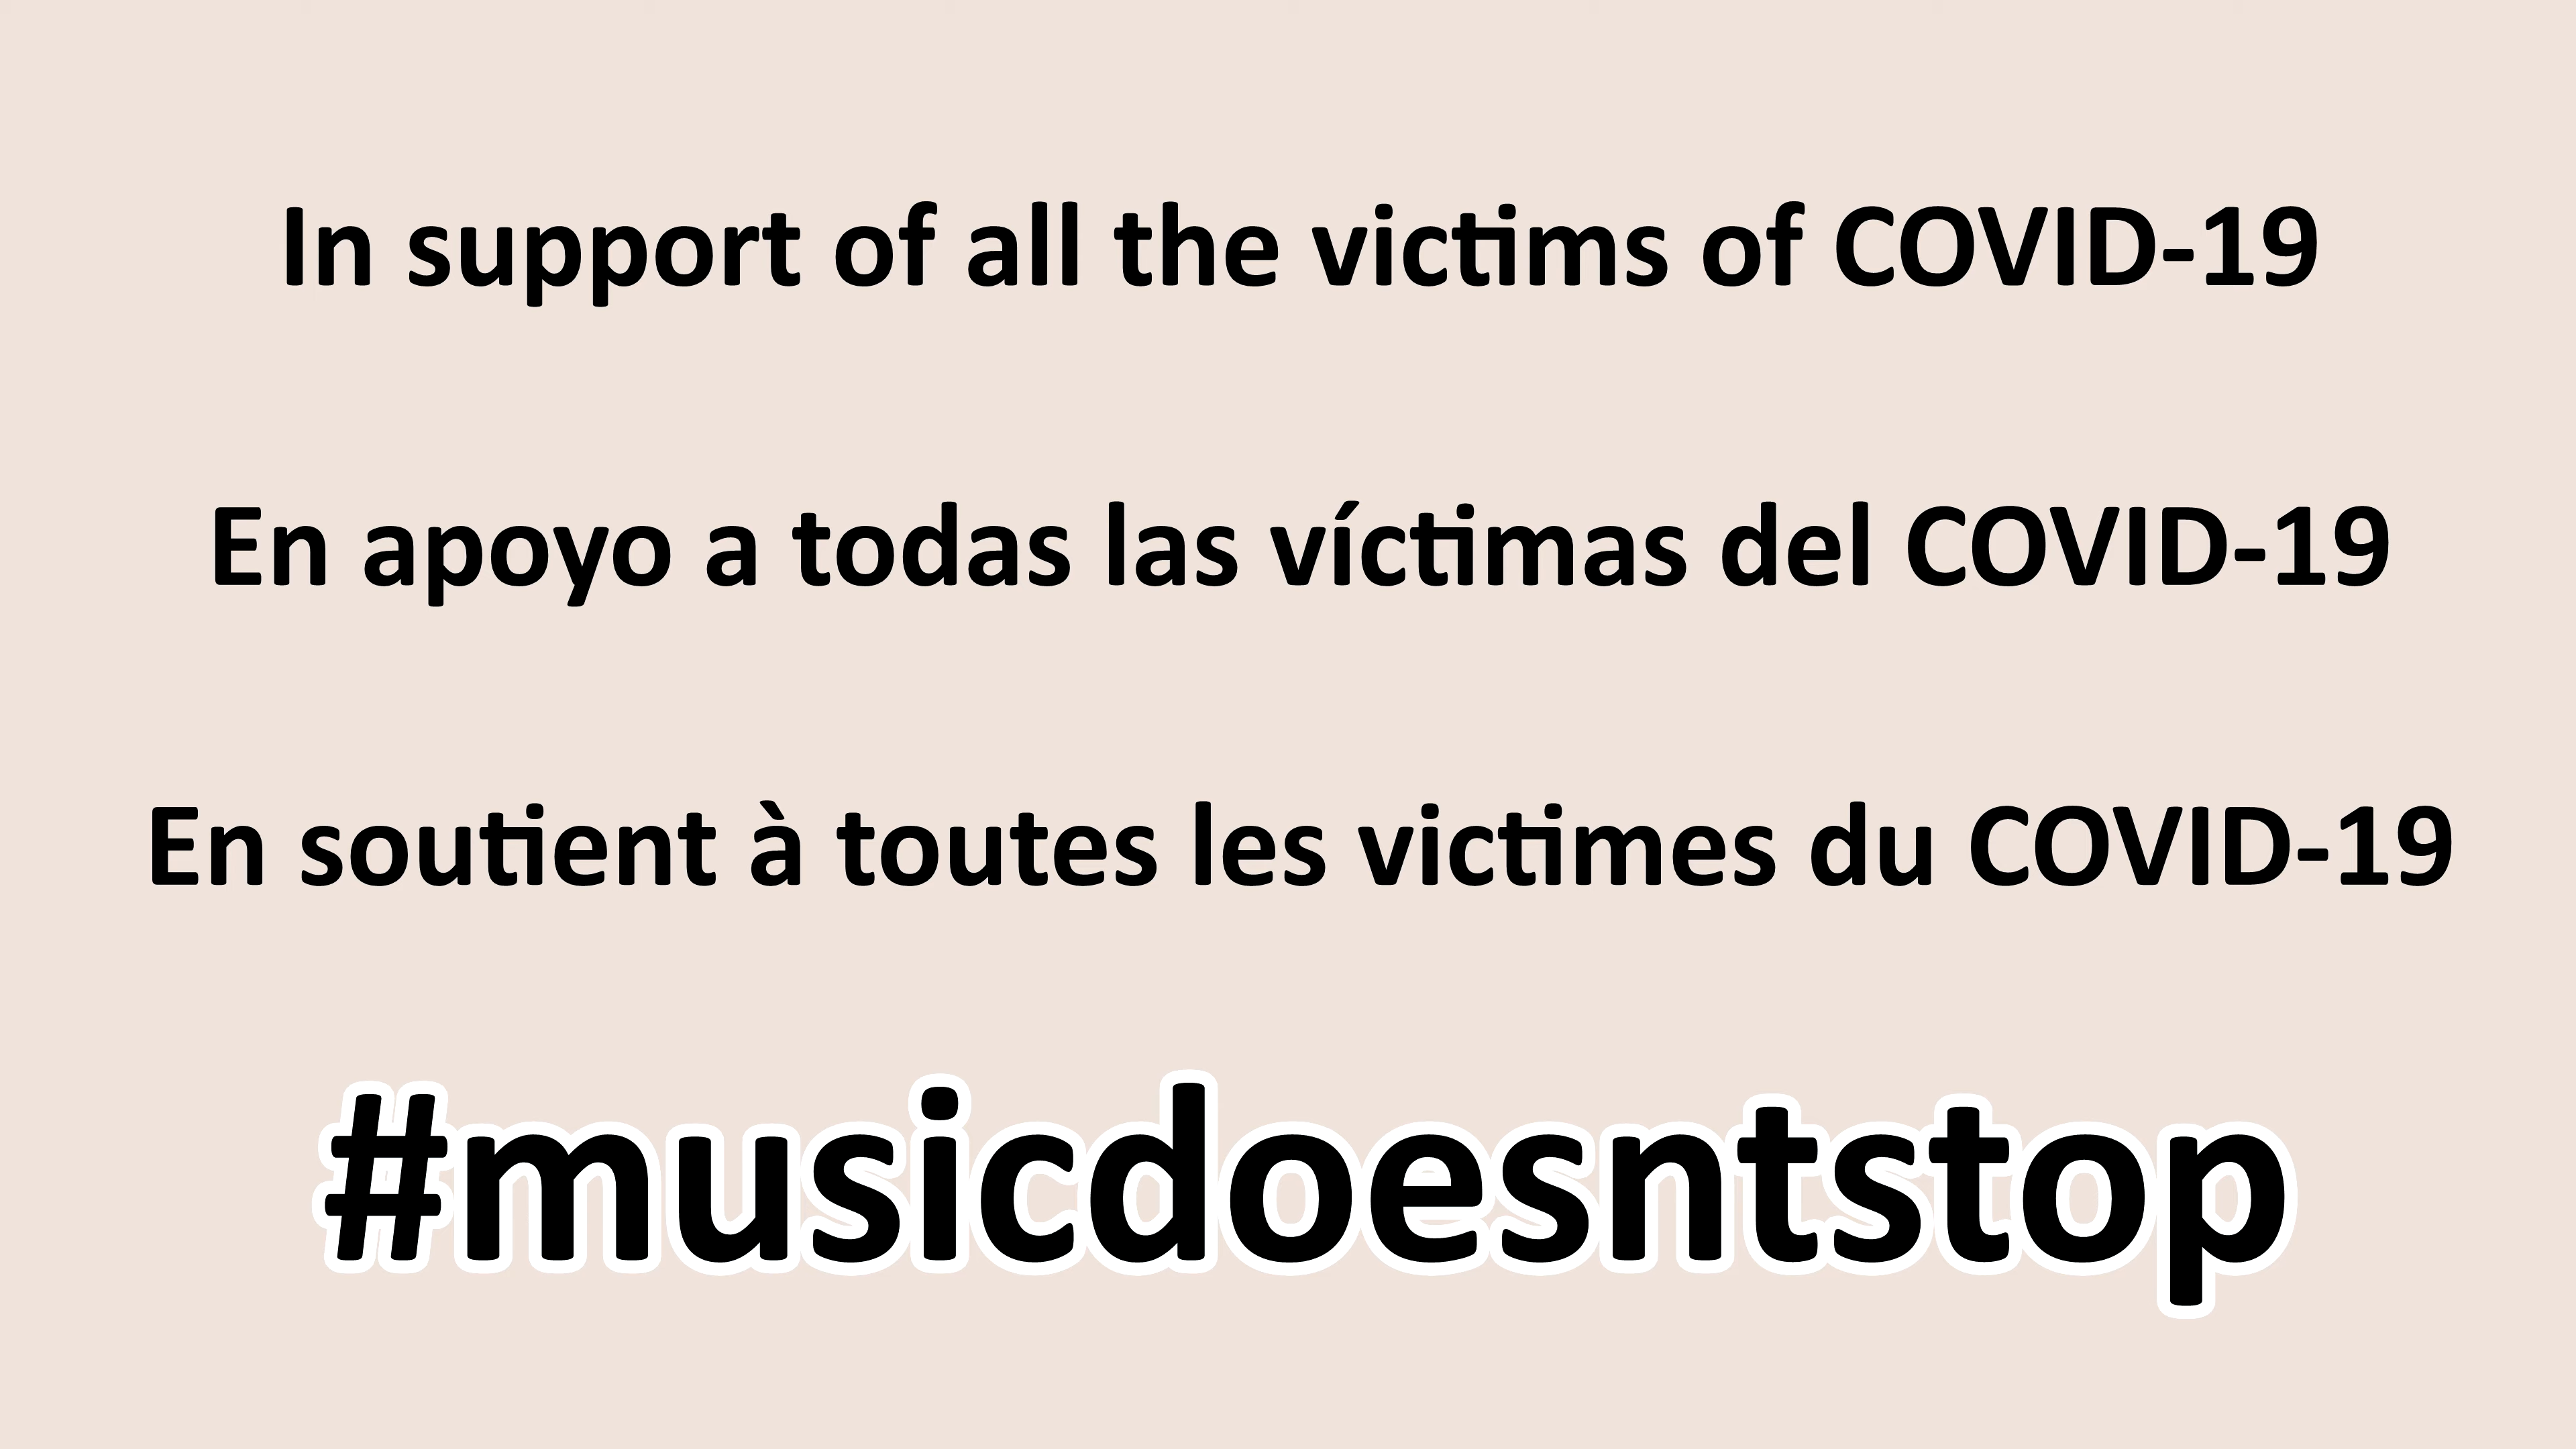 In support of all the victims of COVID-19
En apoyo a todas las víctimas del COVID-19
En soutient à toutes les victimes du COVID-19
#musicdoesntstop